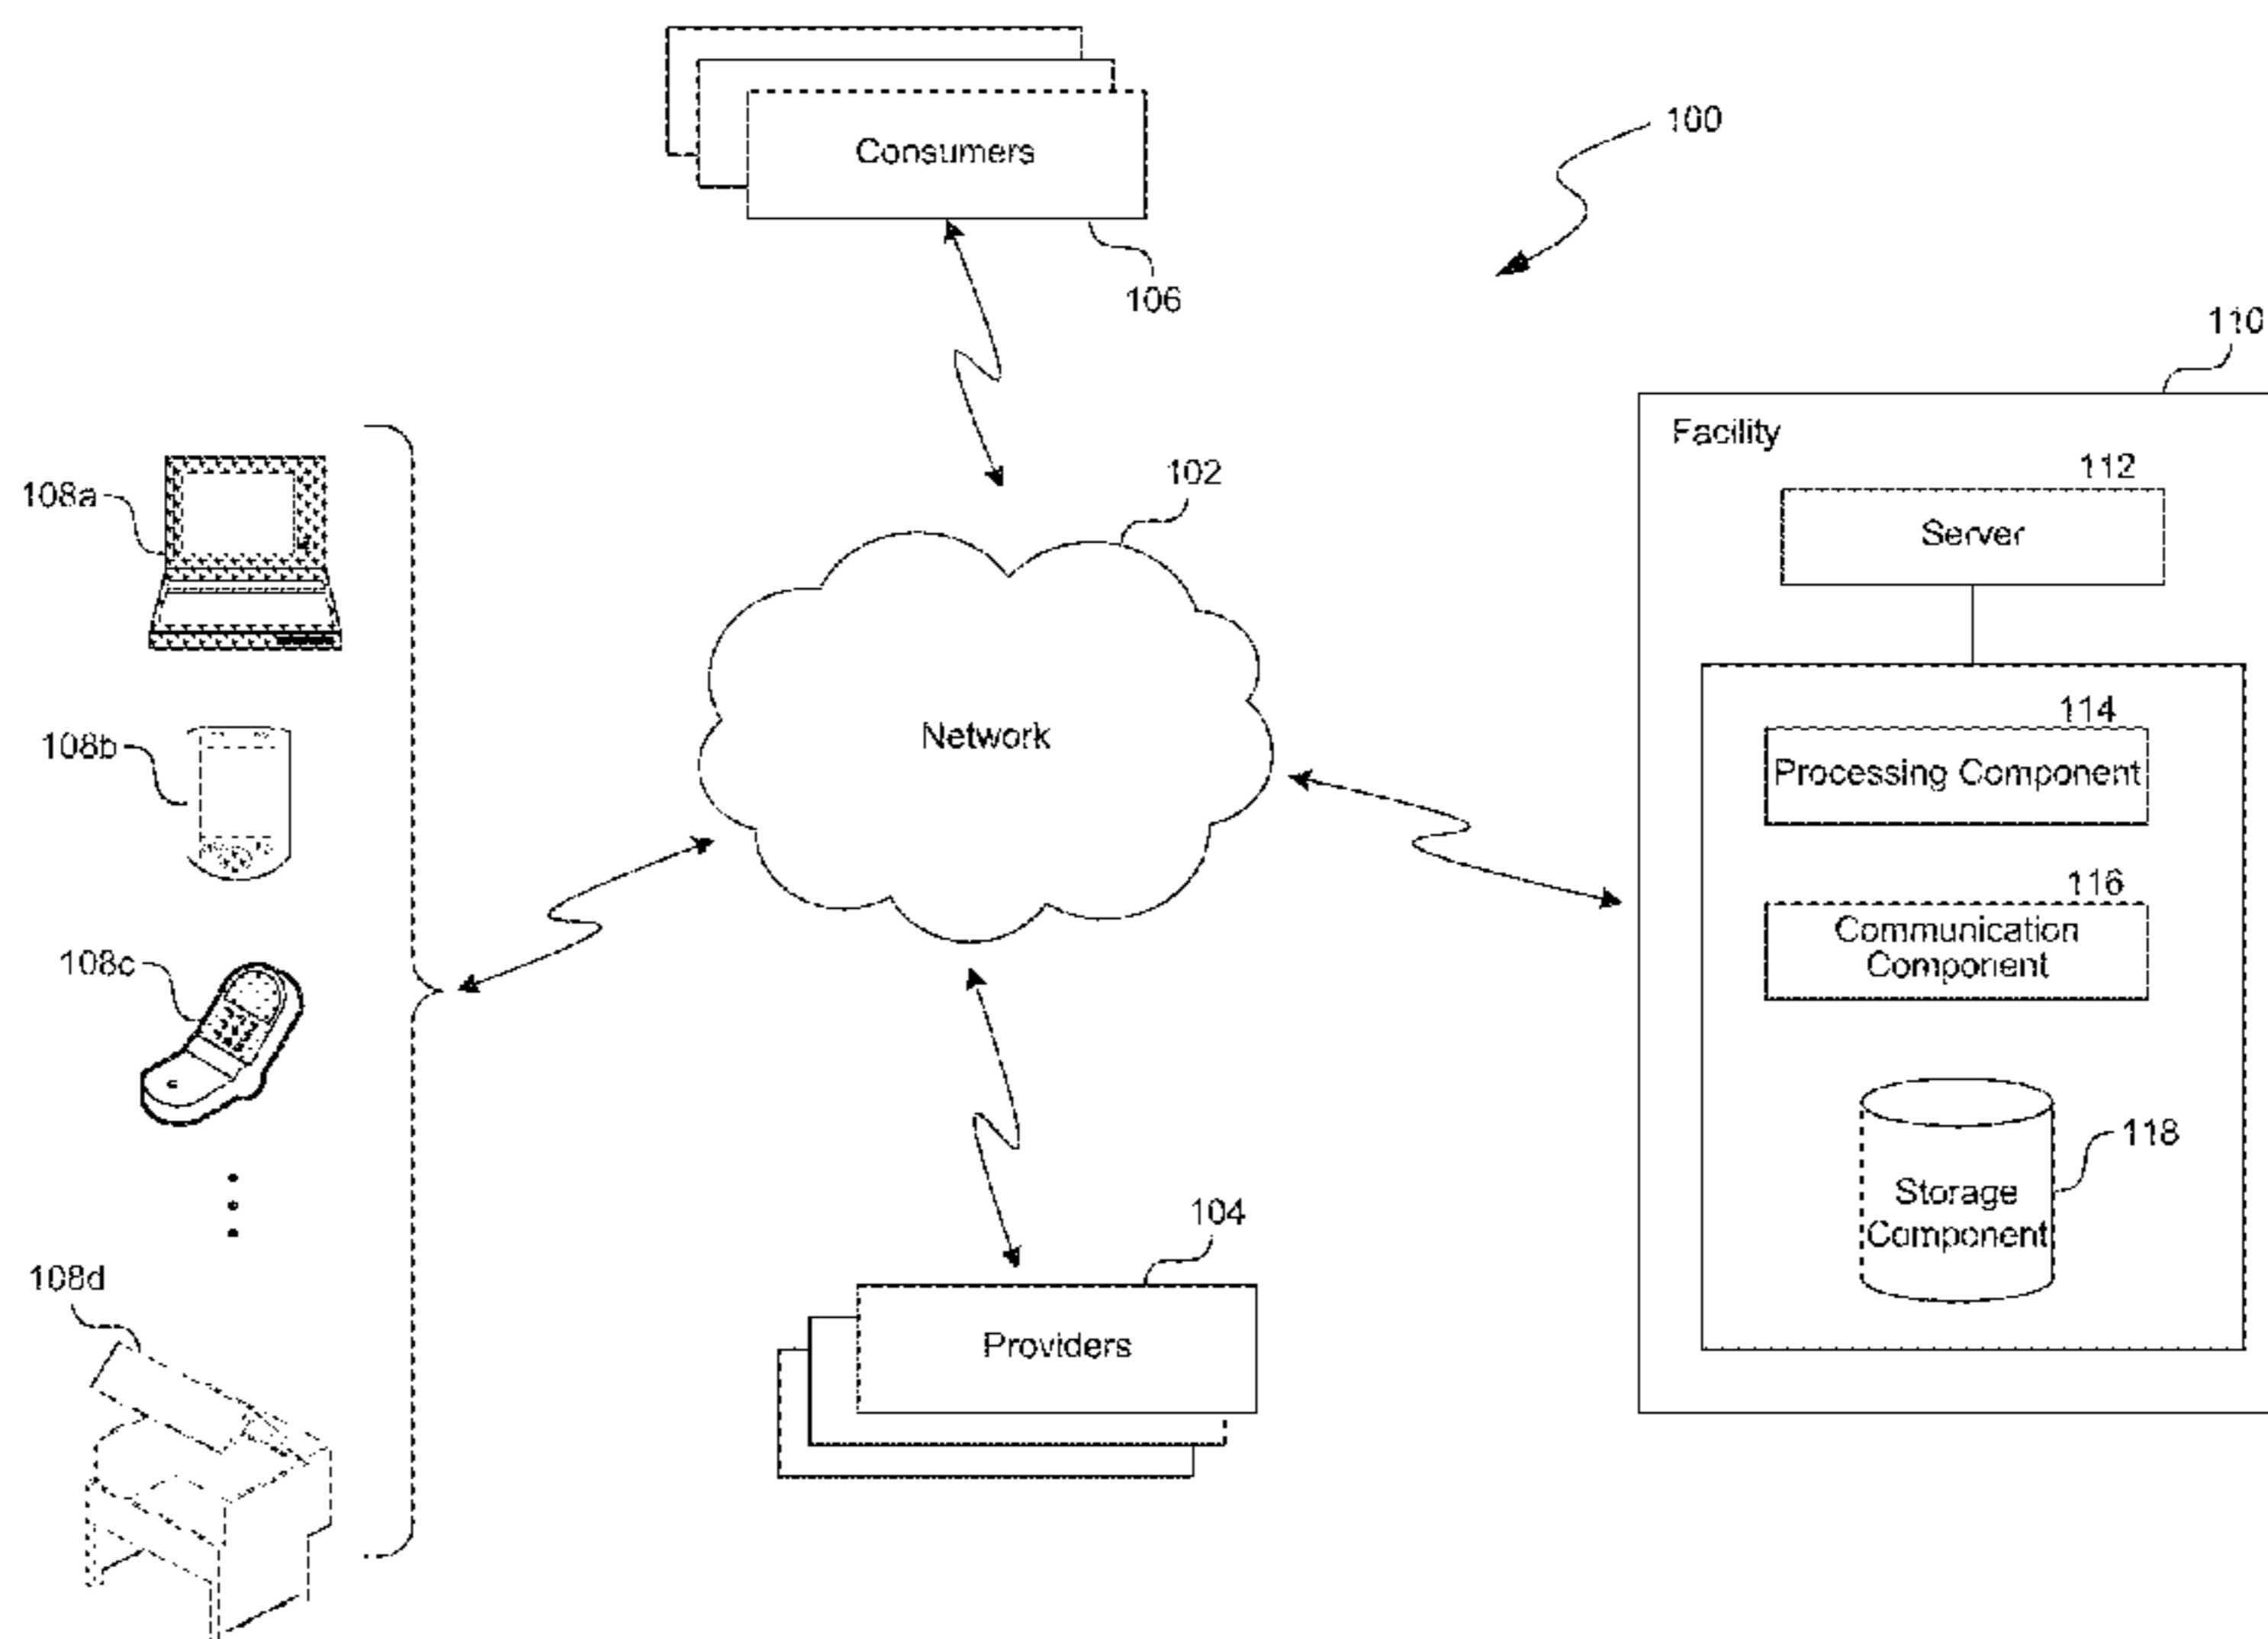 Consumers
100
106
110
Facility
102
112
108a
Server
114
Network
108b
Processing Component
116
Communication
Component
108c
118
Storage
Component
104
108d
Providers